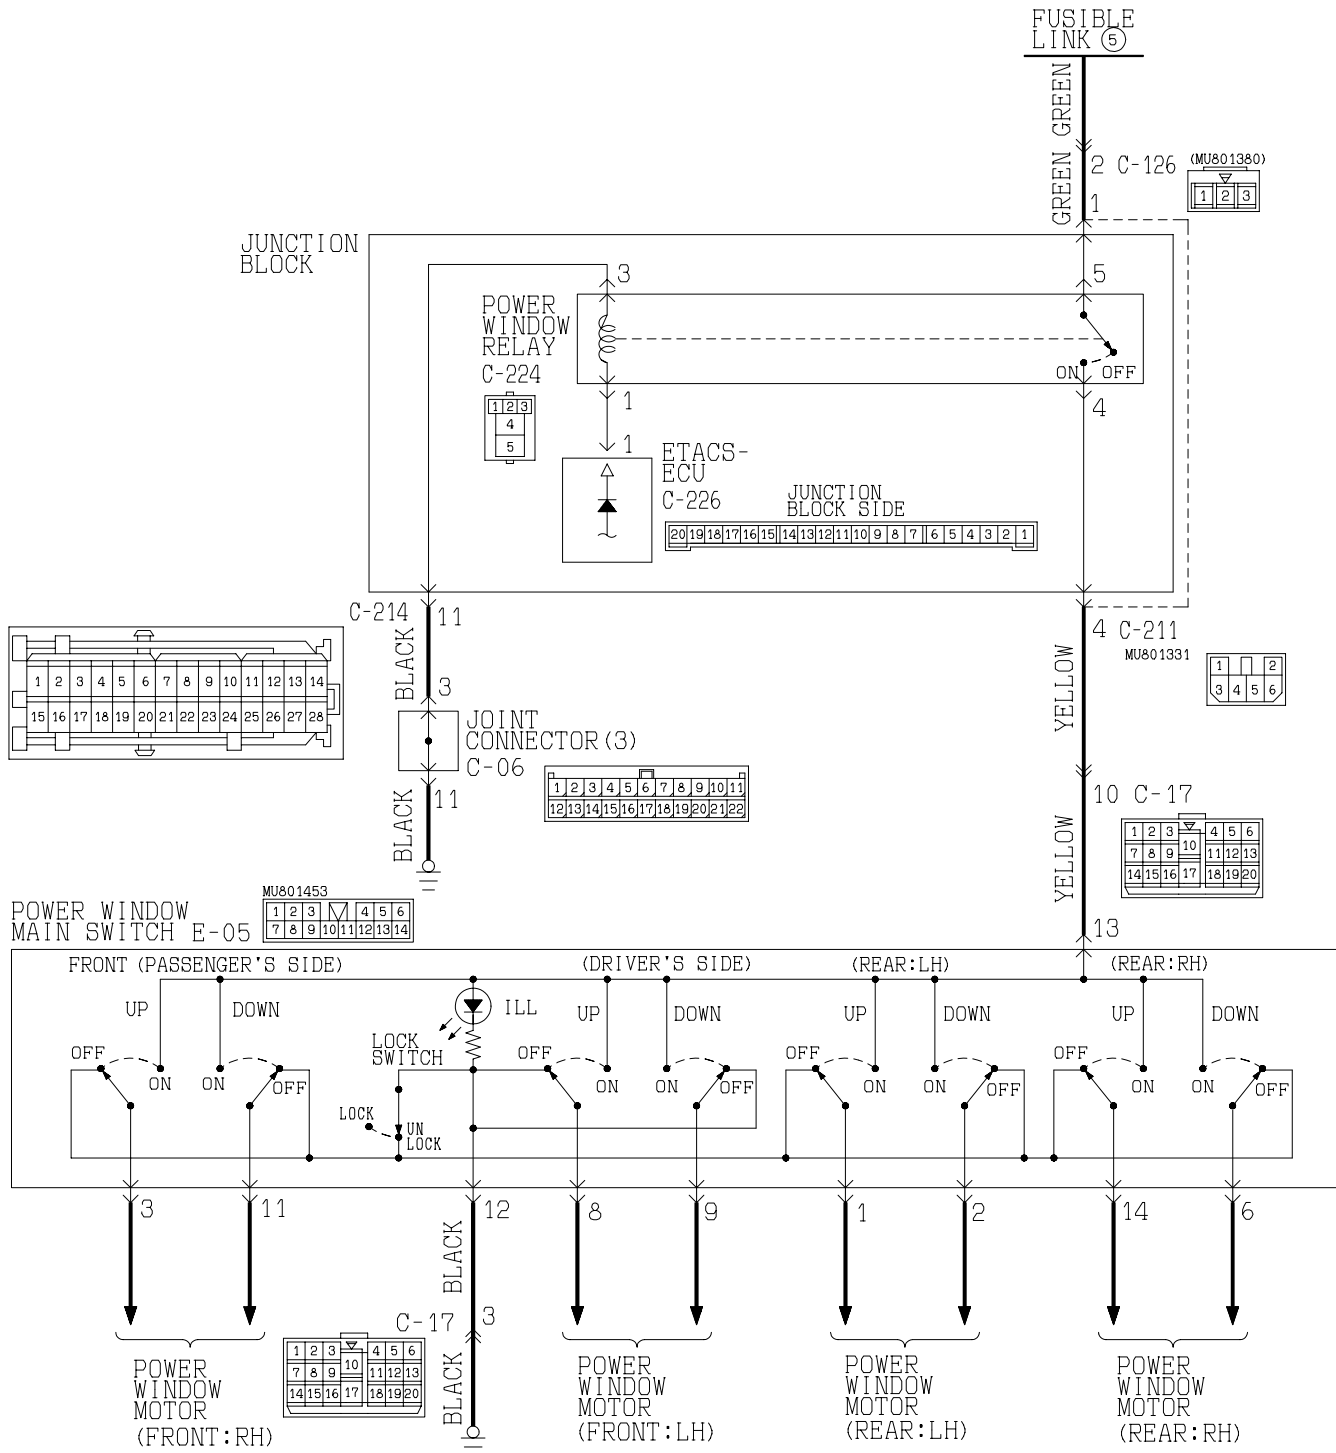 FUSIBLE
LINK 5
GREEN
GREEN
2 C-126 (MU801380)
1 2 3
1
JUNCTION
BLOCK
3
5
POWER
WINDOW
RELAY
C-224
1 2 3
4
5
ON OFF
1
4
1
ETACS-
ECU
C-226
JUNCTION
BLOCK SIDE
20 19 18 17 16 15 14 13 12 11 10 9 8 7 6 5 4 3 2 1
C-214 11
4 C-211
MU801331
1 2
3 4 5 6
1 2 3 4 5 6 7 8 9 10 11 12 13 14
15 16 17 18 19 20 21 22 23 24 25 26 27 28
BLACK
YELLOW
3
JOINT
CONNECTOR(3)
C-06
1 2 3 4 5 6 7 8 9 10 11
12 13 14 15 16 17 18 19 20 21 22
11
BLACK
10 C-17
1 2 3 4 5 6
10
7 8 9 11 12 13
14 15 16 17 18 19 20
YELLOW
13
POWER WINDOW
MAIN SWITCH E-05
MU801453
1 2 3 4 5 6
7 8 9 10 11 12 13 14
FRONT (PASSENGER'S SIDE)
(DRIVER'S SIDE)
(REAR:LH)
(REAR:RH)
UP DOWN
ILL
UP DOWN
UP DOWN
UP DOWN
LOCK
SWITCH
OFF ON ON OFF
OFF ON ON OFF
OFF ON ON OFF
OFF ON ON OFF
LOCK
UN
LOCK
3 11 12 8 9 1 2 14 6
BLACK
C-17 3
BLACK
1 2 3 4 5 6
10
7 8 9 11 12 13
14 15 16 17 18 19 20
POWER
WINDOW
MOTOR
(FRONT:RH)
POWER
WINDOW
MOTOR
(FRONT:LH)
POWER
WINDOW
MOTOR
(REAR:LH)
POWER
WINDOW
MOTOR
(REAR:RH)